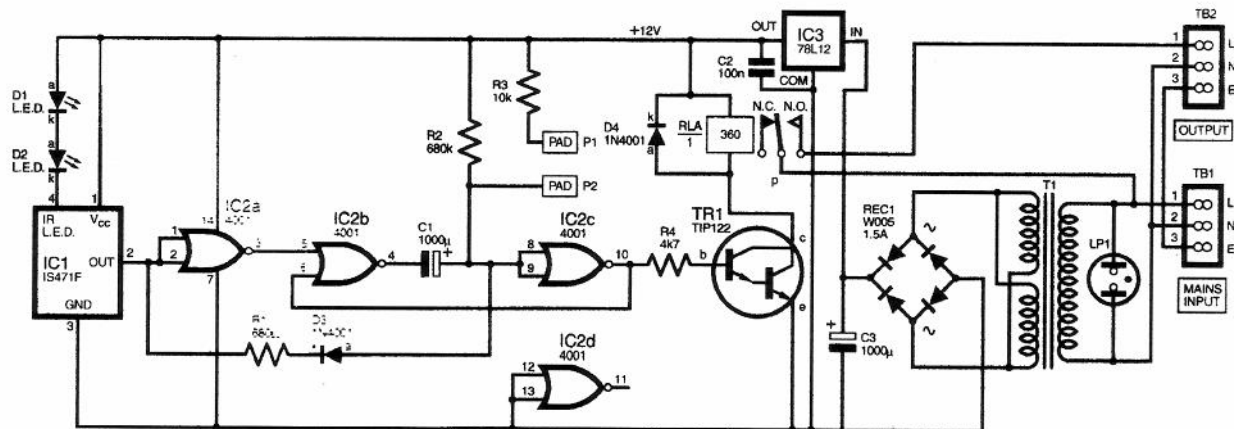 +12V
OUT
IC3
78L12
IN
COM
C2
100n
TB2
1
2
3
L
N
E
OUTPUT
D1
L.E.D.
a
k
D2
L.E.D.
a
k
R3
10k
PAD P1
R2
680k
PAD P2
D4
1N4001
k
a
RLA
1
360
N.C.
N.O.
P
TB1
1
2
3
L
N
E
MAINS
INPUT
4
1
IR
L.E.D.
VCC
IC1
IS471F
OUT
2
GND
3
IC2a
4001
14
1
2
3
7
IC2b
4001
5
6
4
C1
1000µ
+
IC2c
4001
8
9
10
R4
4k7
TR1
TIP122
b
c
e
REC1
W005
1.5A
~
~
T1
LP1
+
C3
1000µ
R1
D3
1N4001
a
IC2d
4001
12
13
11